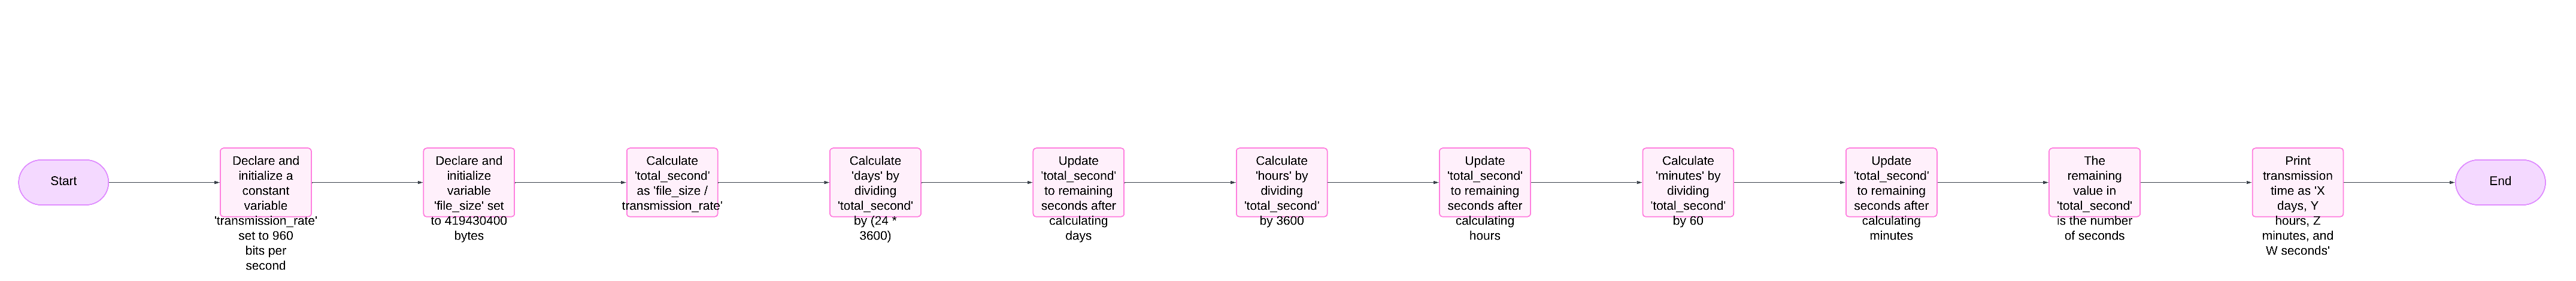 Start
Declare and
initialize a
constant
variable
'transmission_rate'
set to 960
bits per
second
Declare and
initialize
variable
'file_size' set
to 419430400
bytes
Calculate
'total_second'
as 'file_size /
transmission_rate'
Calculate
'days' by
dividing
'total_second'
by (24 *
3600)
Update
'total_second'
to remaining
seconds after
calculating
days
Calculate
'hours' by
dividing
'total_second'
by 3600
Update
'total_second'
to remaining
seconds after
calculating
hours
Calculate
'minutes' by
dividing
'total_second'
by 60
Update
'total_second'
to remaining
seconds after
calculating
minutes
The
remaining
value in
'total_second'
is the number
of seconds
Print
transmission
time as 'X
days, Y
hours, Z
minutes, and
W seconds'
End